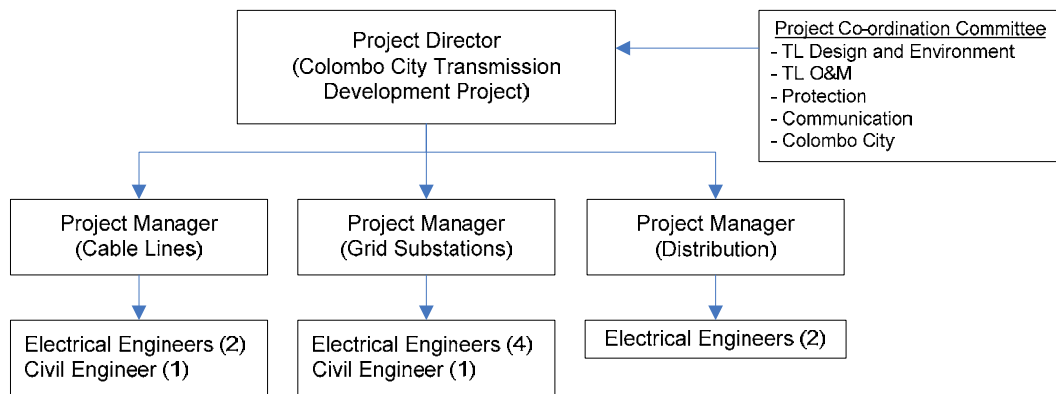 Project Director
(Colombo City Transmission
Development Project)
Project Co-ordination Committee
- TL Design and Environment
- TL O&M
- Protection
- Communication
- Colombo City
Project Manager
(Cable Lines)
Project Manager
(Grid Substations)
Project Manager
(Distribution)
Electrical Engineers (2)
Civil Engineer (1)
Electrical Engineers (4)
Civil Engineer (1)
Electrical Engineers (2)